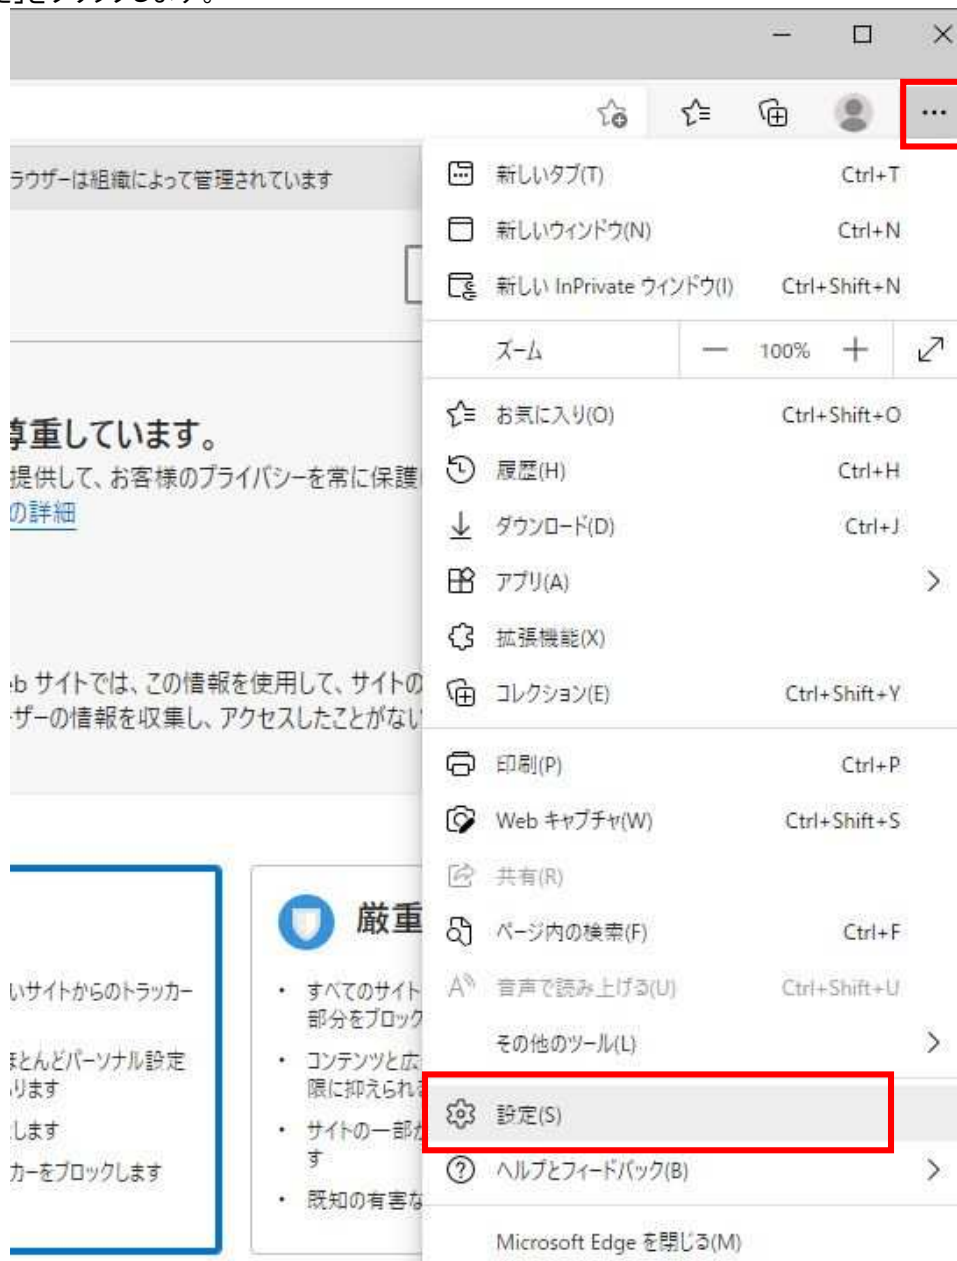 をクリックします。
ラウザーは組織によって管理されています
新しいタブ(T) Ctrl+T
新しいウィンドウ(N) Ctrl+N
新しい InPrivate ウィンドウ(I) Ctrl+Shift+N
ズーム — 100% +
尊重しています。
提供して、お客様のプライバシーを常に保護
の詳細
お気に入り(O) Ctrl+Shift+O
履歴(H) Ctrl+H
ダウンロード(D) Ctrl+J
アプリ(A)
拡張機能(X)
コレクション(E) Ctrl+Shift+Y
eb サイトでは、この情報を使用して、サイトの
ーザーの情報を収集し、アクセスしたことがない
印刷(P) Ctrl+P
Web キャプチャ(W) Ctrl+Shift+S
共有(R)
ページ内の検索(F) Ctrl+F
音声で読み上げる(U) Ctrl+Shift+U
その他のツール(L)
設定(S)
ヘルプとフィードバック(B)
Microsoft Edge を閉じる(M)
いサイトからのトラッカー
ほとんどパーソナル設定
ります
します
カーをブロックします
厳重
・ すべてのサイト
部分をブロック
・ コンテンツと広
限に抑えられ
・ サイトの一部が
す
・ 既知の有害な